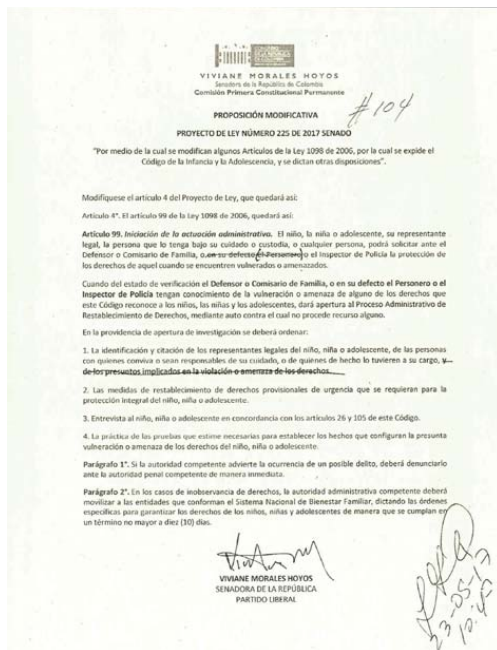 VIVIANE MORALES HOYOS
Senadora de la República de Colombia
Comisión Primera Constitucional Permanente
#104
PROPOSICIÓN MODIFICATIVA
PROYECTO DE LEY NÚMERO 225 DE 2017 SENADO
"Por medio de la cual se modifican algunos Artículos de la Ley 1098 de 2006, por la cual se expide el
Código de la Infancia y la Adolescencia, y se dictan otras disposiciones".
Modifíquese el artículo 4 del Proyecto de Ley, que quedará así:
Artículo 4°. El artículo 99 de la Ley 1098 de 2006, quedará así:
Artículo 99. Iniciación de la actuación administrativa. El niño, la niña o adolescente, su representante
legal, la persona que lo tenga bajo su cuidado o custodia, o cualquier persona, podrá solicitar ante el
Defensor o Comisario de Familia, o en su defecto el Personero o el Inspector de Policía la protección de
los derechos de aquel cuando se encuentren vulnerados o amenazados.
Cuando del estado de verificación el Defensor o Comisario de Familia, o en su defecto el Personero o el
Inspector de Policía tengan conocimiento de la vulneración o amenaza de alguno de los derechos que
este Código reconoce a los niños, las niñas y los adolescentes, dará apertura al Proceso Administrativo de
Restablecimiento de Derechos, mediante auto contra el cual no procede recurso alguno.
En la providencia de apertura de investigación se deberá ordenar:
1. La identificación y citación de los representantes legales del niño, niña o adolescente, de las personas
con quienes conviva o sean responsables de su cuidado, o de quienes de hecho lo tuvieren a su cargo, y
de los presuntos implicados en la violación o amenaza de los derechos.
2. Las medidas de restablecimiento de derechos provisionales de urgencia que se requieran para la
protección integral del niño, niña o adolescente.
3. Entrevista al niño, niña o adolescente en concordancia con los artículos 26 y 105 de este Código.
4. La práctica de las pruebas que estime necesarias para establecer los hechos que configuran la presunta
vulneración o amenaza de los derechos del niño, niña o adolescente.
Parágrafo 1°. Si la autoridad competente advierte la ocurrencia de un posible delito, deberá denunciarlo
ante la autoridad penal competente de manera inmediata.
Parágrafo 2°. En los casos de inobservancia de derechos, la autoridad administrativa competente deberá
movilizar a las entidades que conforman el Sistema Nacional de Bienestar Familiar, dictando las órdenes
específicas para garantizar los derechos de los niños, niñas y adolescentes de manera que se cumplan en
un término no mayor a diez (10) días.
VIVIANE MORALES HOYOS
SENADORA DE LA REPÚBLICA
PARTIDO LIBERAL
23-05-17